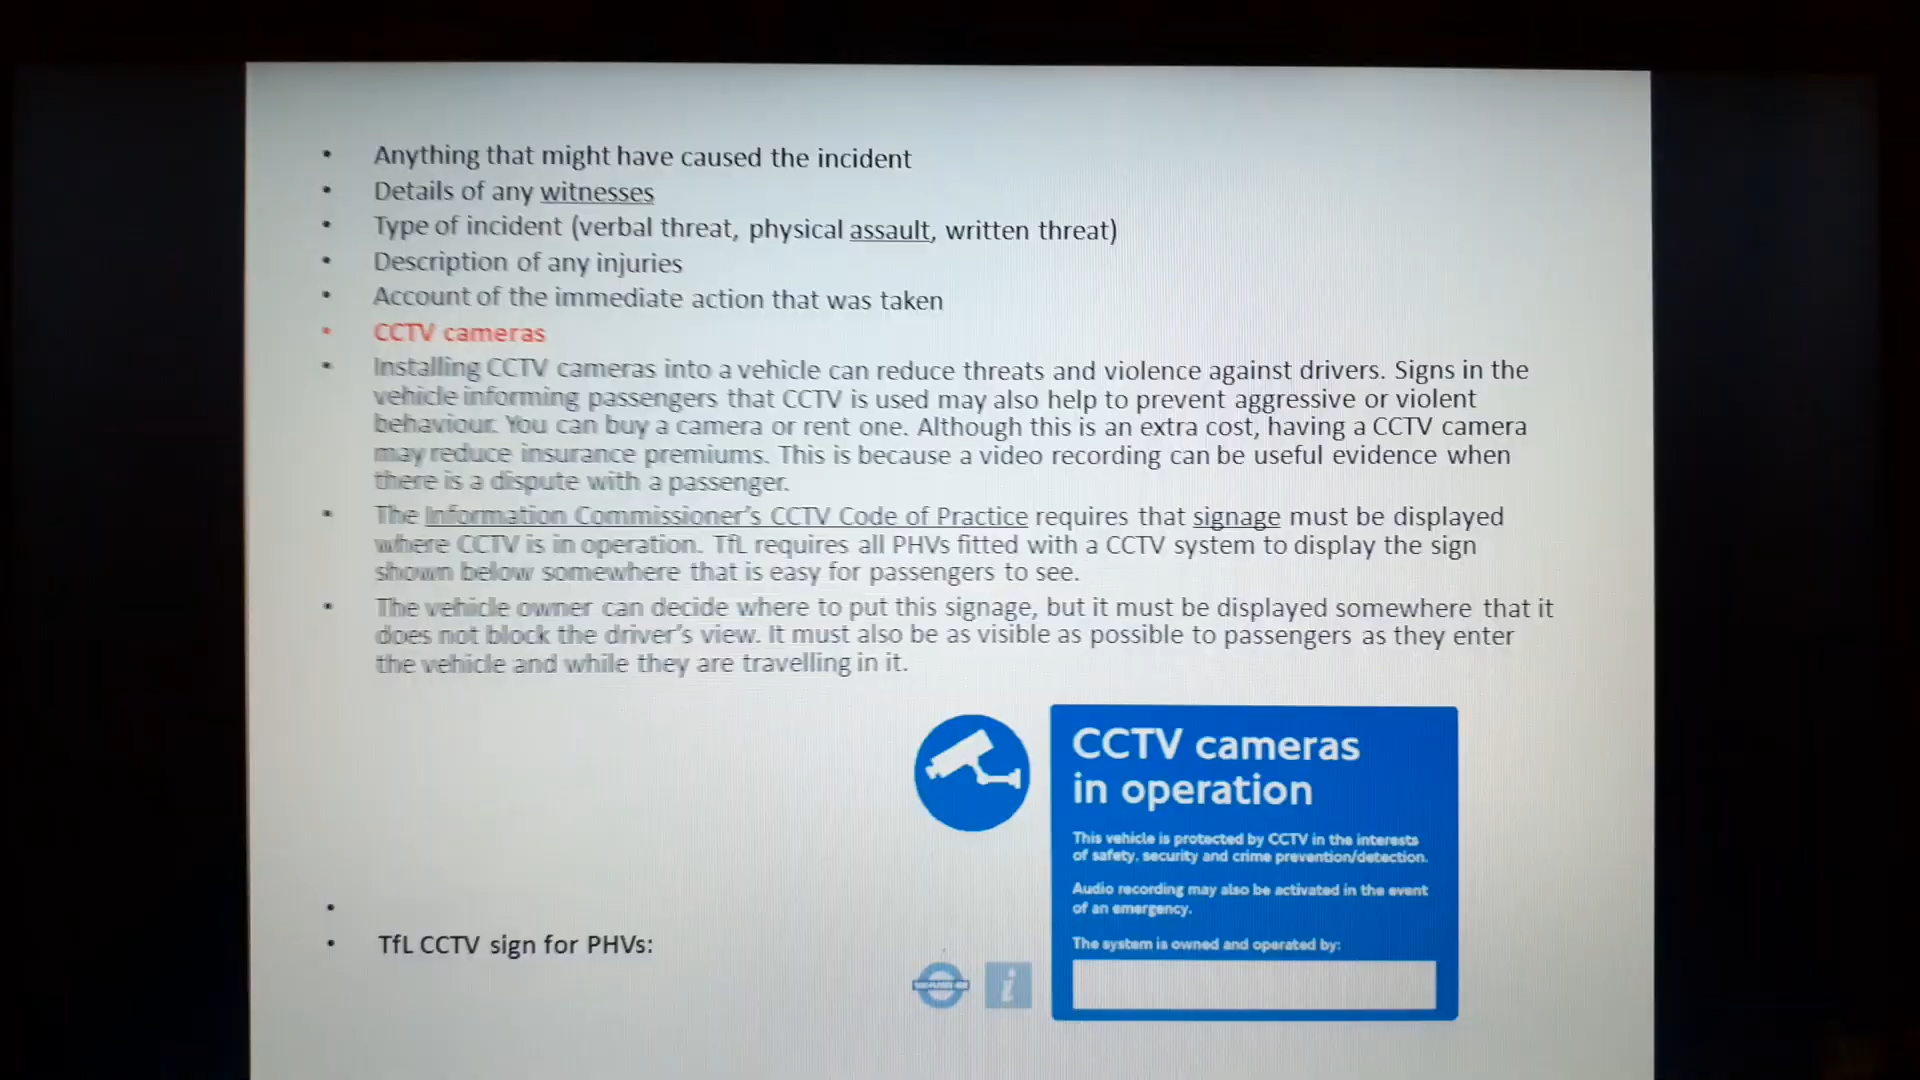 • Anything that might have caused the incident
• Details of any witnesses
• Type of incident (verbal threat, physical assault, written threat)
• Description of any injuries
• Account of the immediate action that was taken
• CCTV cameras
• Installing CCTV cameras into a vehicle can reduce threats and violence against drivers. Signs in the
vehicle informing passengers that CCTV is used may also help to prevent aggressive or violent
behaviour. You can buy a camera or rent one. Although this is an extra cost, having a CCTV camera
may reduce insurance premiums. This is because a video recording can be useful evidence when
there is a dispute with a passenger.
• The Information Commissioner's CCTV Code of Practice requires that signage must be displayed
where CCTV is in operation. TfL requires all PHVs fitted with a CCTV system to display the sign
shown below somewhere that is easy for passengers to see.
• The vehicle owner can decide where to put this signage, but it must be displayed somewhere that it
does not block the driver's view. It must also be as visible as possible to passengers as they enter
the vehicle and while they are travelling in it.
CCTV cameras
in operation
This vehicle is protected by CCTV in the interests
of safety, security and crime prevention/detection.
Audio recording may also be activated in the event
of an emergency.
The system is owned and operated by:
•
• TfL CCTV sign for PHVs:
i